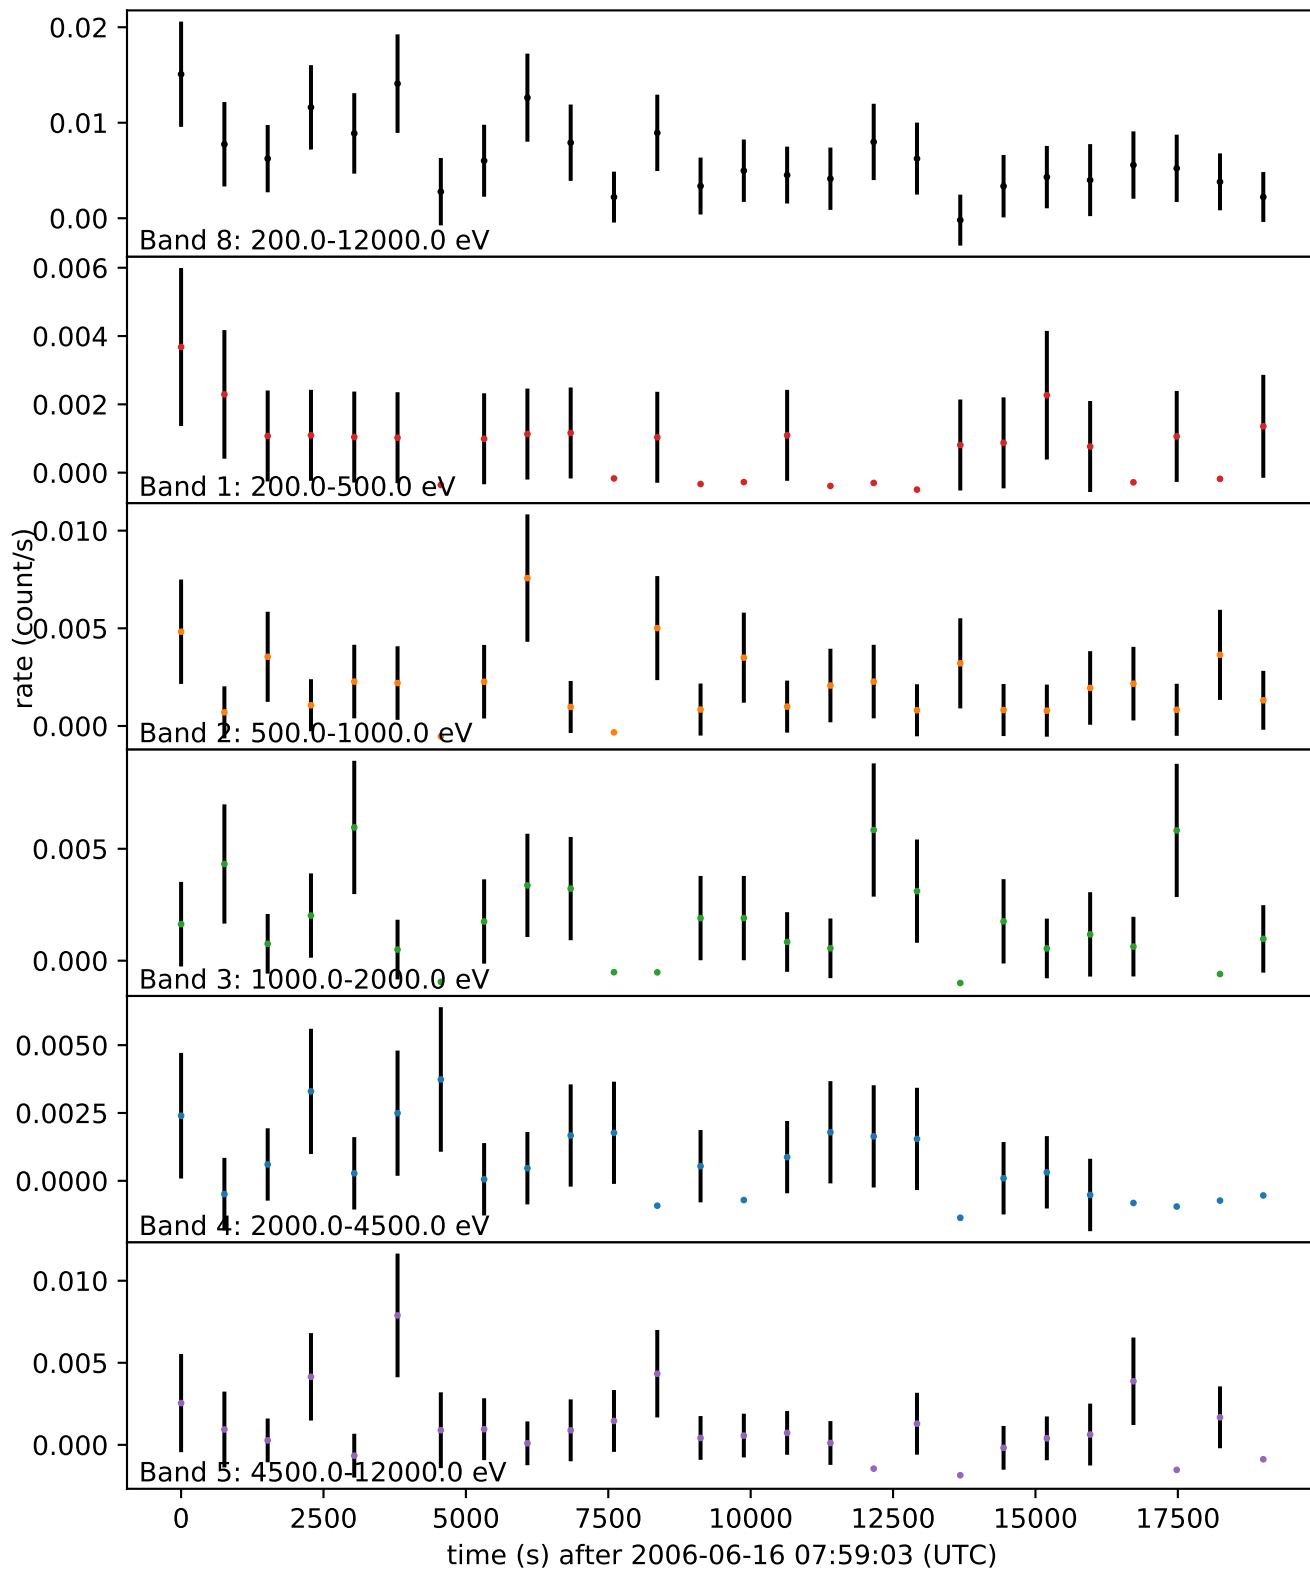 0.02
0.01
0.00
Band 8: 200.0-12000.0 eV
0.006
0.004
0.002
0.000
Band 1: 200.0-500.0 eV
rate (count/s)
0.010
0.005
0.000
Band 2: 500.0-1000.0 eV
0.005
0.000
Band 3: 1000.0-2000.0 eV
0.0050
0.0025
0.0000
Band 4: 2000.0-4500.0 eV
0.010
0.005
0.000
Band 5: 4500.0-12000.0 eV
0 2500 5000 7500 10000 12500 15000 17500
time (s) after 2006-06-16 07:59:03 (UTC)